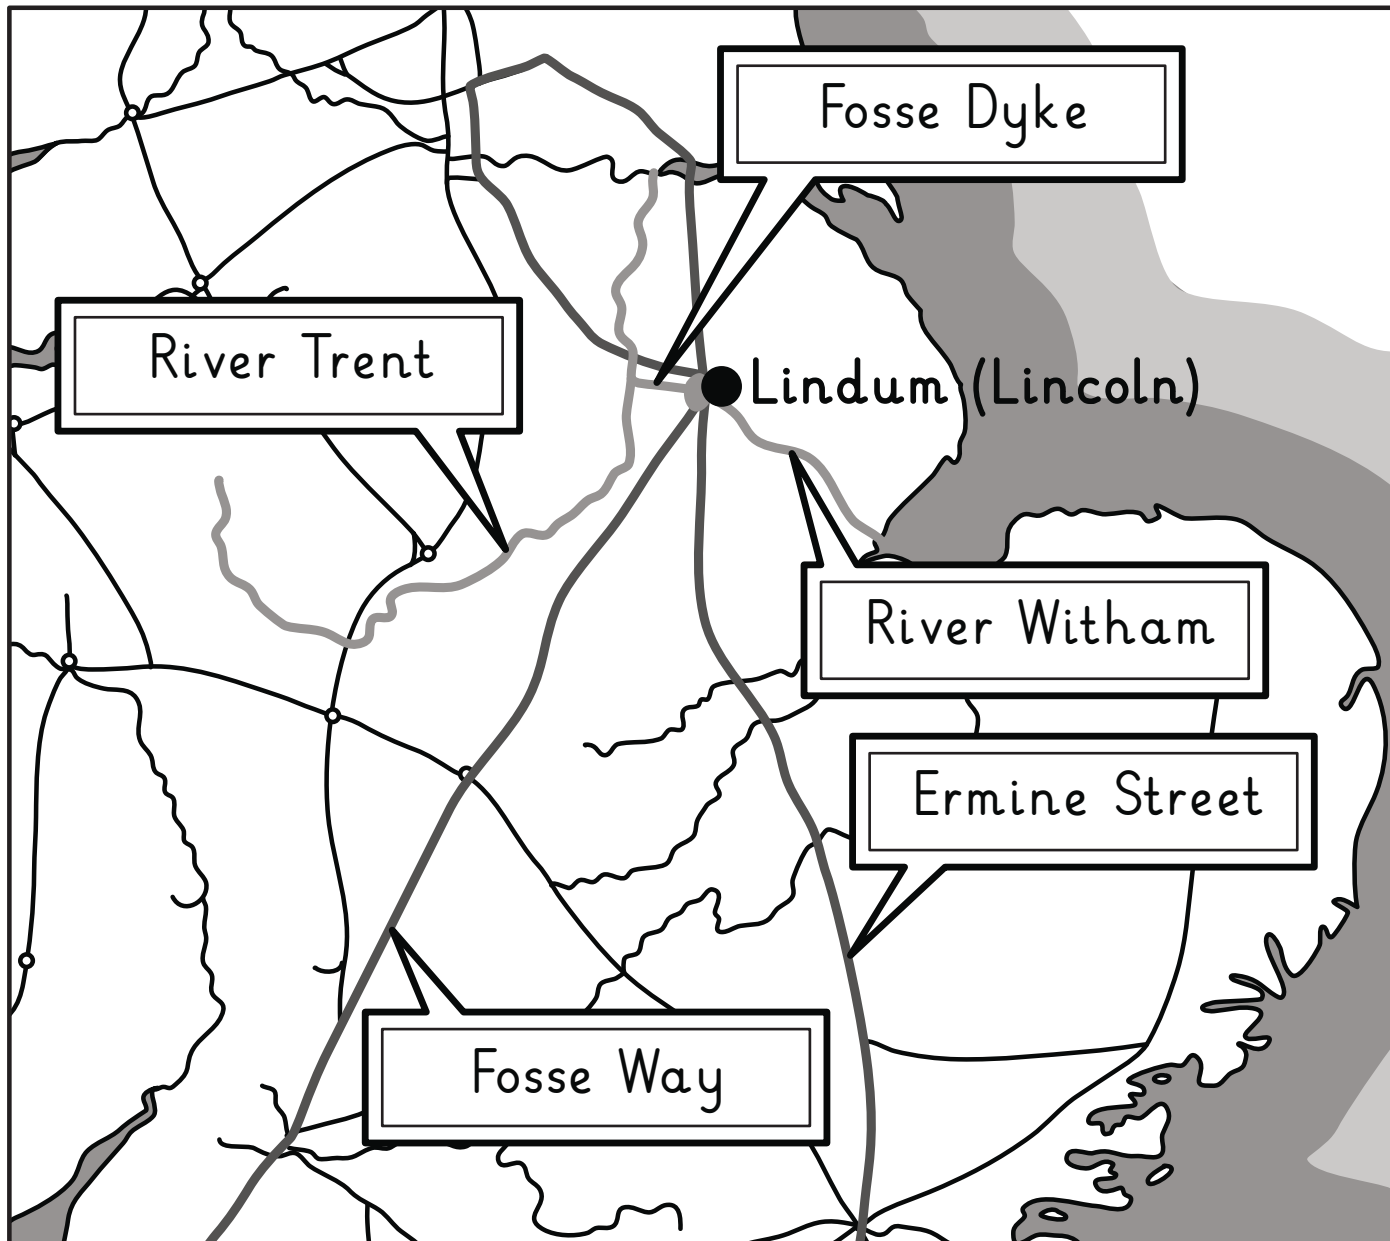 Fosse Dyke
River Trent
Lindum (Lincoln)
River Witham
Ermine Street
Fosse Way